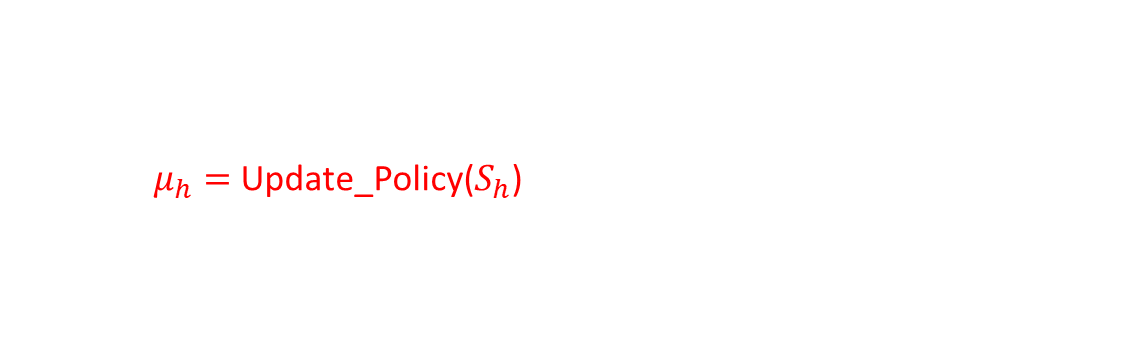 μ_h = Update_Policy(S_h)